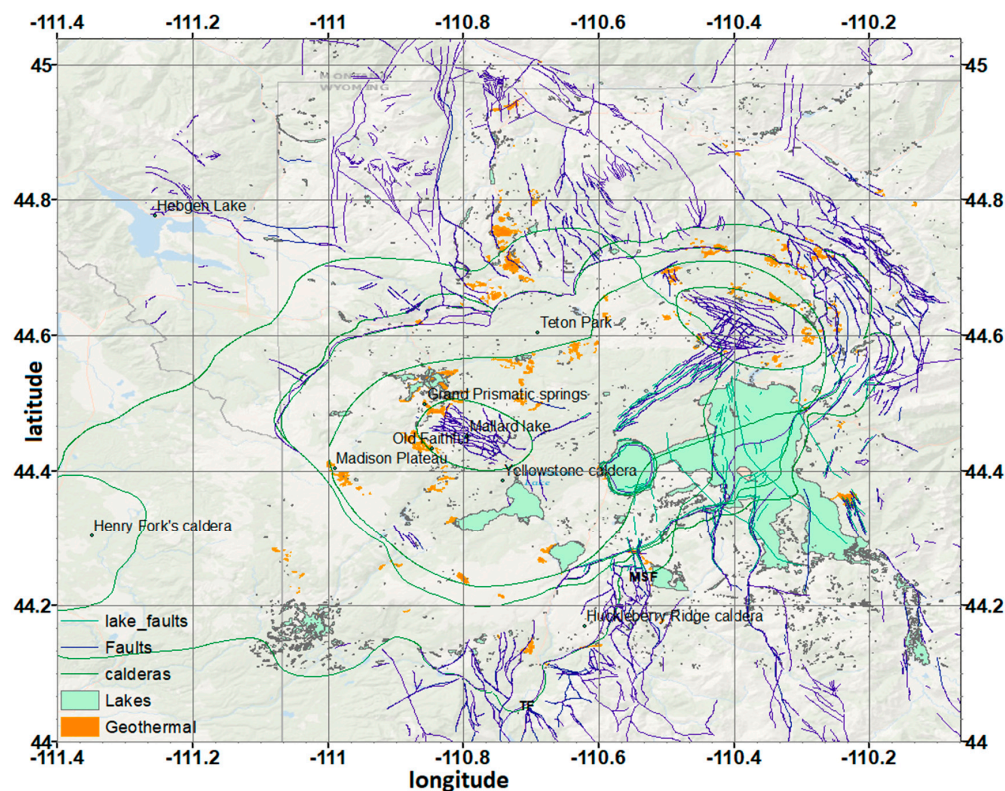 -111.4 -111.2 -111 -110.8 -110.6 -110.4 -110.2
45 45
MONTANA
WYOMING
44.8 44.8
Hebgen Lake
Teton Park
44.6 44.6
Grand Prismatic springs
Mallard lake
Old Faithful
44.4 44.4
Madison Plateau
Yellowstone caldera
Henry Fork's caldera
MSF
44.2 44.2
Huckleberry Ridge caldera
lake_faults
Faults
calderas
Lakes
Geothermal
TF
44 44
-111.4 -111.2 -111 -110.8 -110.6 -110.4 -110.2
longitude
latitude